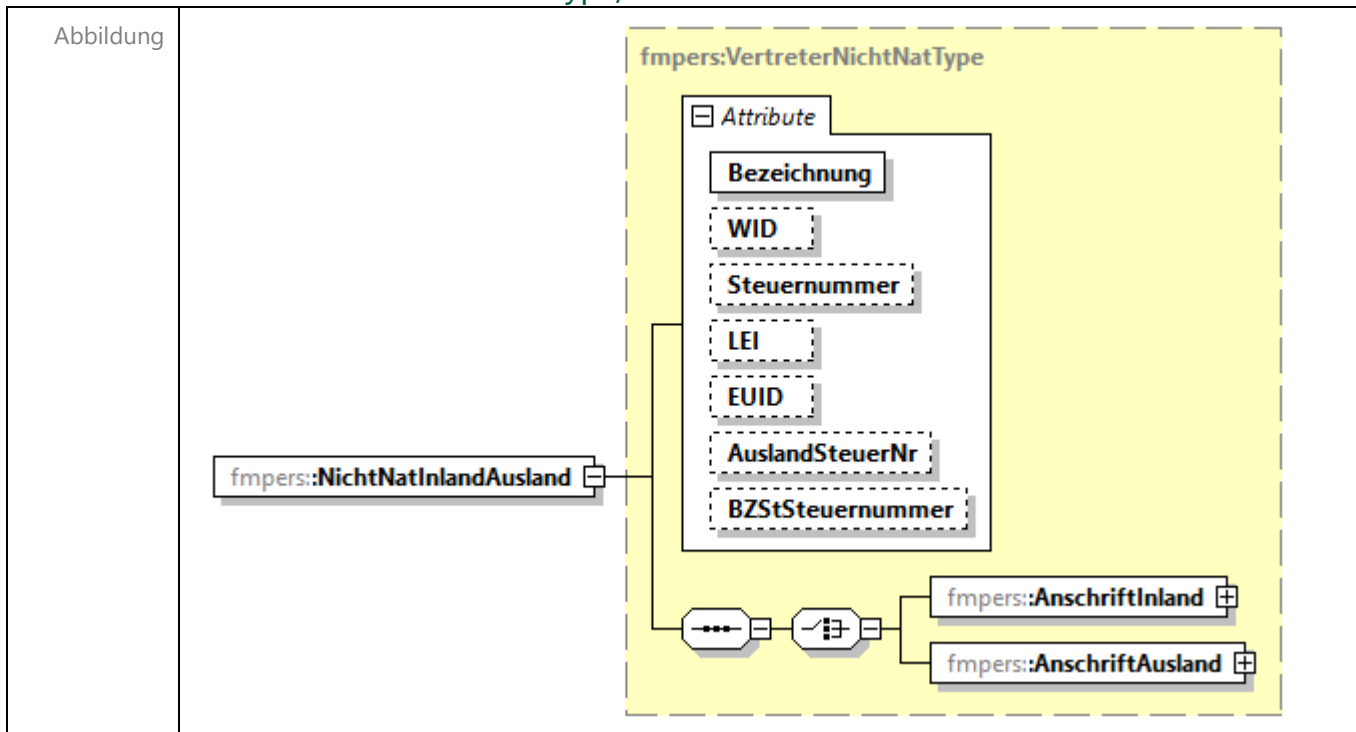 Abbildung
fmpers:VertreterNichtNatType
Attribute
Bezeichnung
WID
Steuernummer
LEI
EUID
AuslandSteuerNr
BZStSteuernummer
fmpers::NichtNatInlandAusland
fmpers::AnschriftInland
fmpers::AnschriftAusland